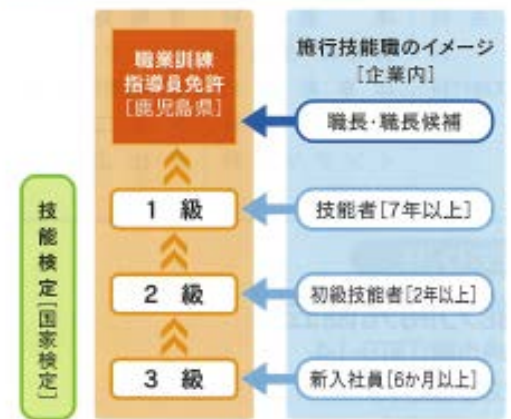 職業訓練
指導員免許
[鹿児島県]
施行技能職のイメージ
[企業内]
職長・職長候補
技能検定[国家検定]
1 級
技能者[7年以上]
2 級
初級技能者[2年以上]
3 級
新入社員[6か月以上]